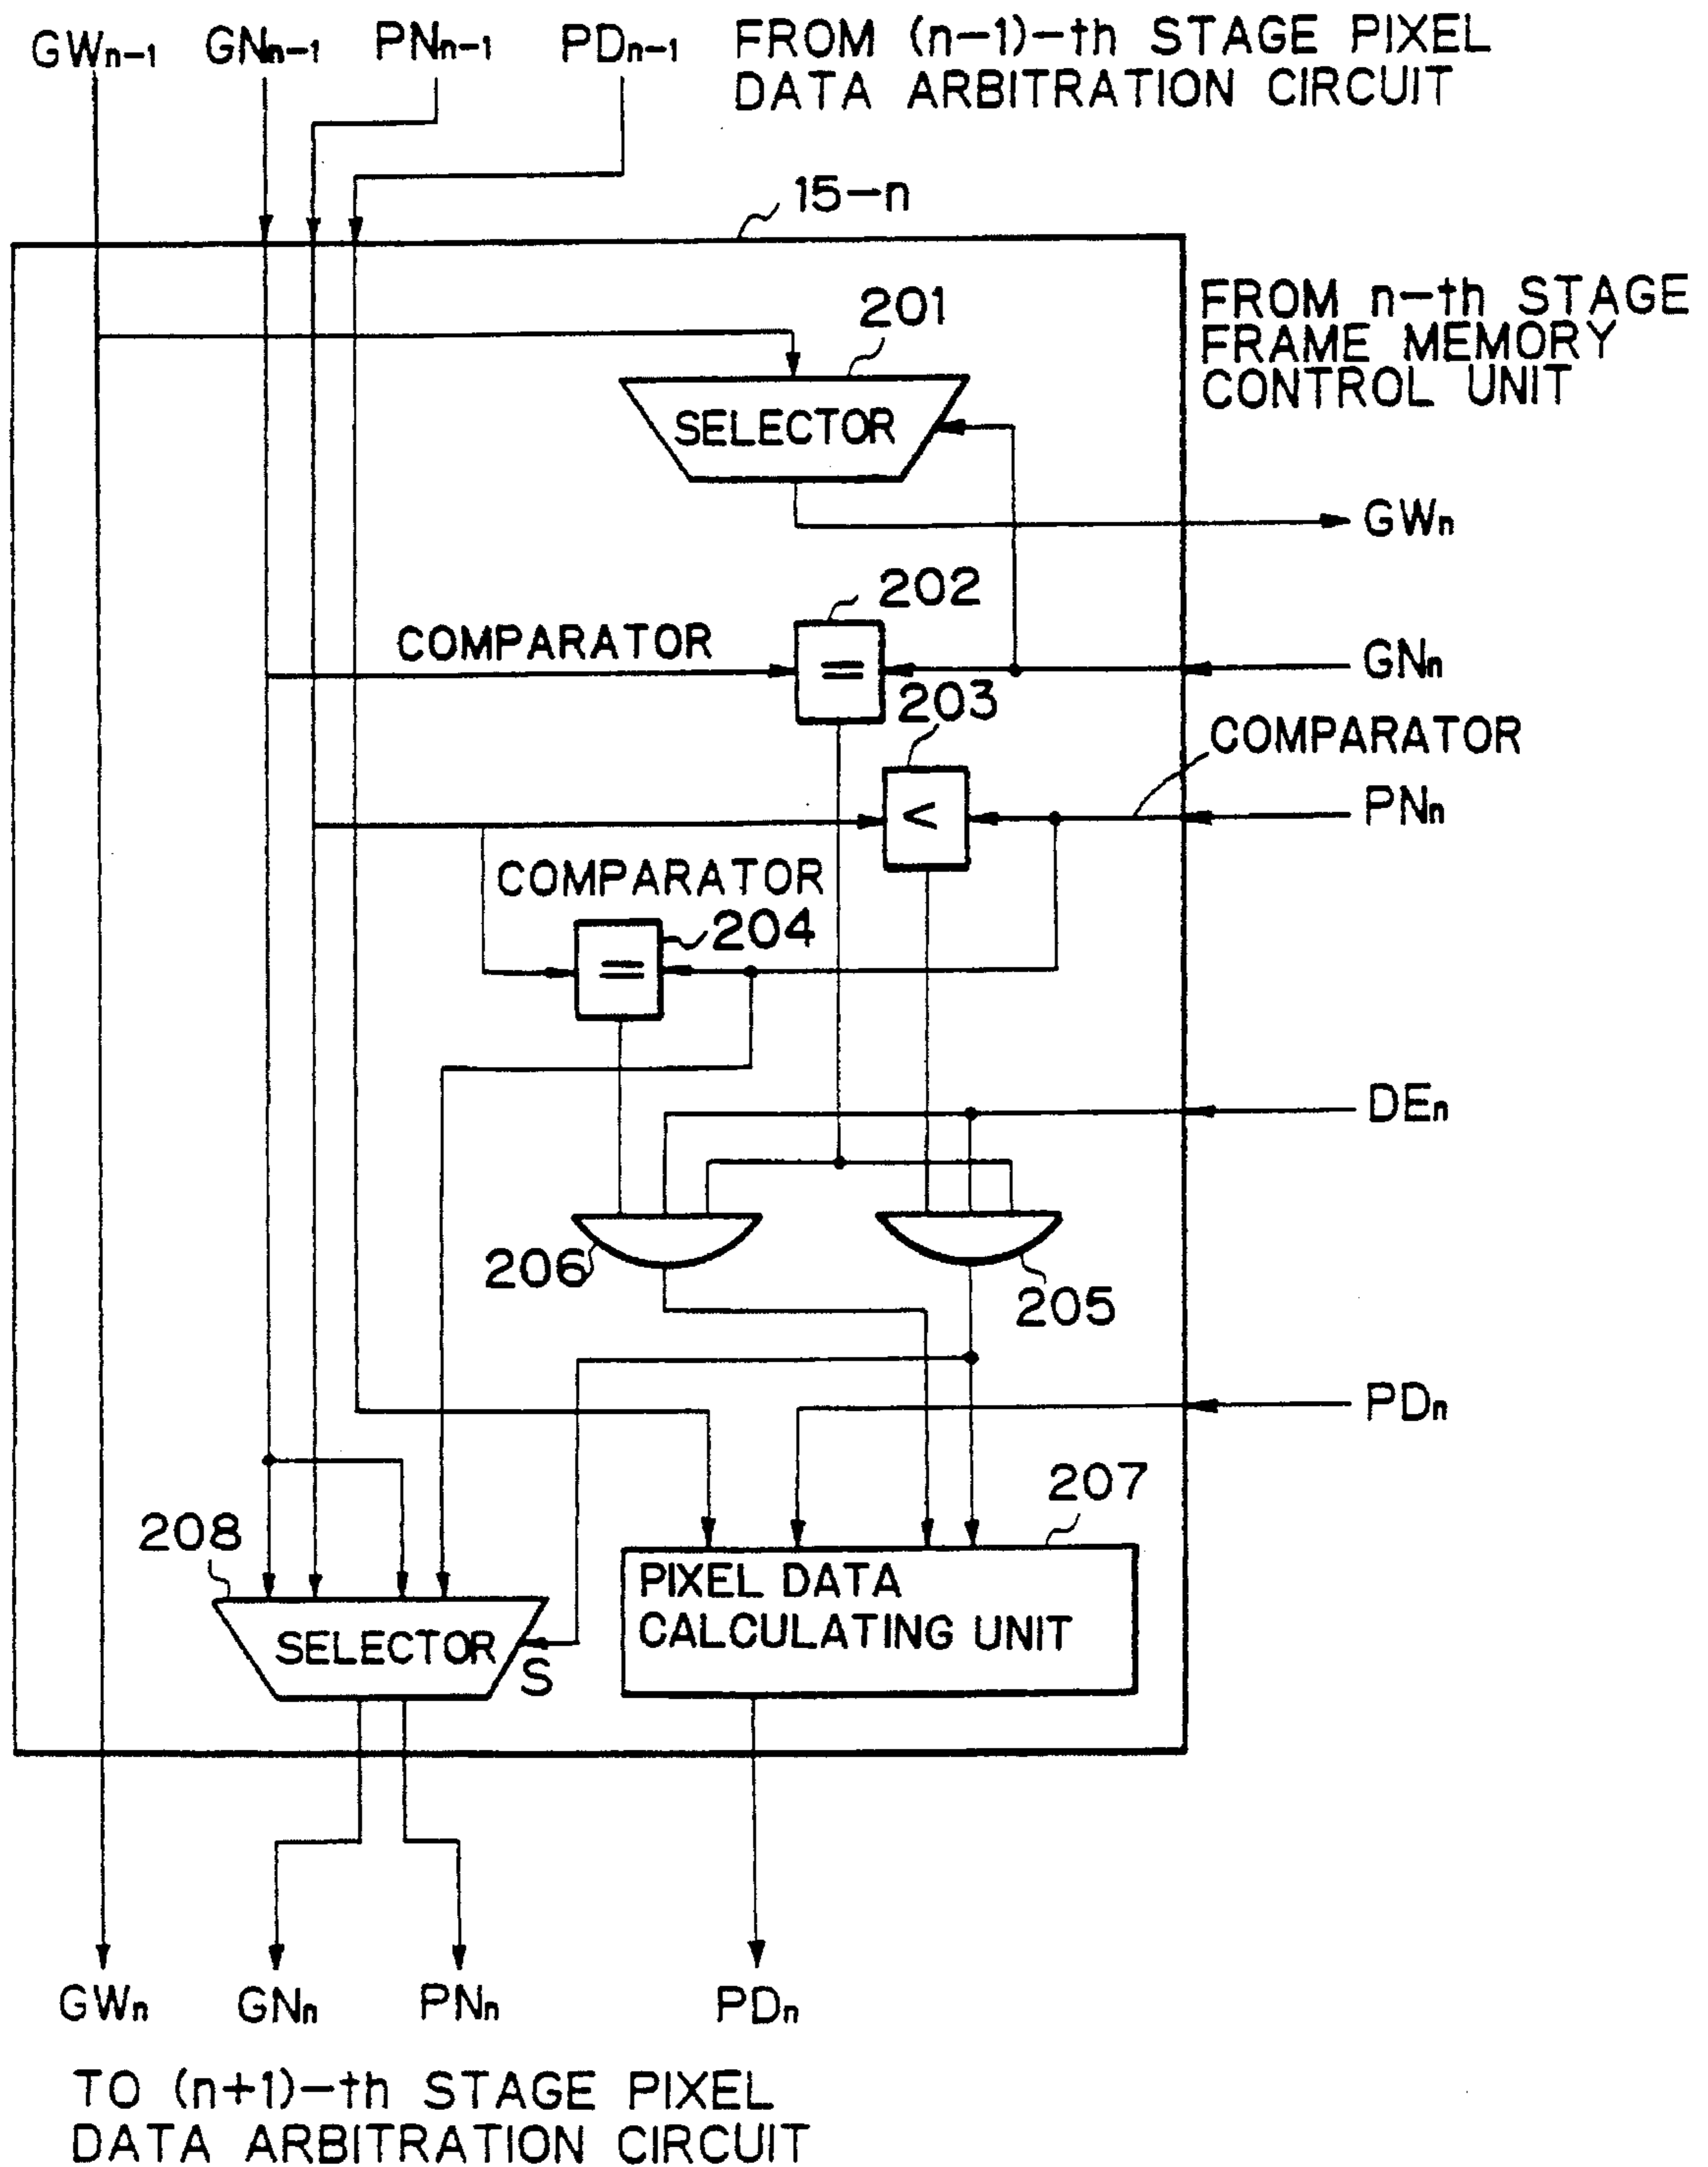 GWn-1 GNn-1 PNn-1 PDn-1 FROM (n-1)-th STAGE PIXEL
DATA ARBITRATION CIRCUIT
15-n
201
FROM n-th STAGE
FRAME MEMORY
CONTROL UNIT
SELECTOR
GWn
202
COMPARATOR
=
GNn
203
COMPARATOR
<
PNn
COMPARATOR
204
=
DEn
206
205
PDn
207
208
PIXEL DATA
CALCULATING UNIT
SELECTOR
S
GWn GNn PNn PDn
TO (n+1)-th STAGE PIXEL
DATA ARBITRATION CIRCUIT